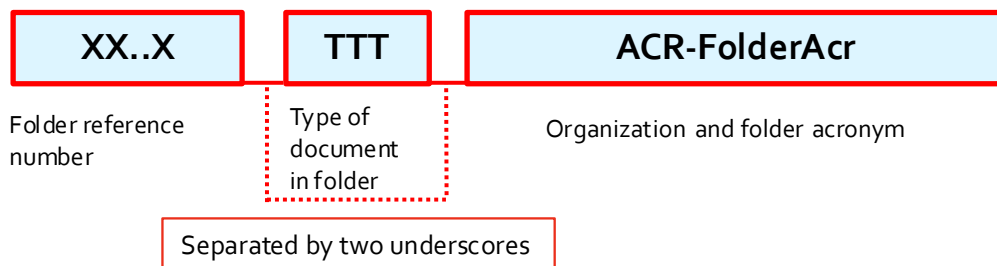 XX..X
TTT
ACR-FolderAcr
Folder reference
number
Type of
document
in folder
Organization and folder acronym
Separated by two underscores